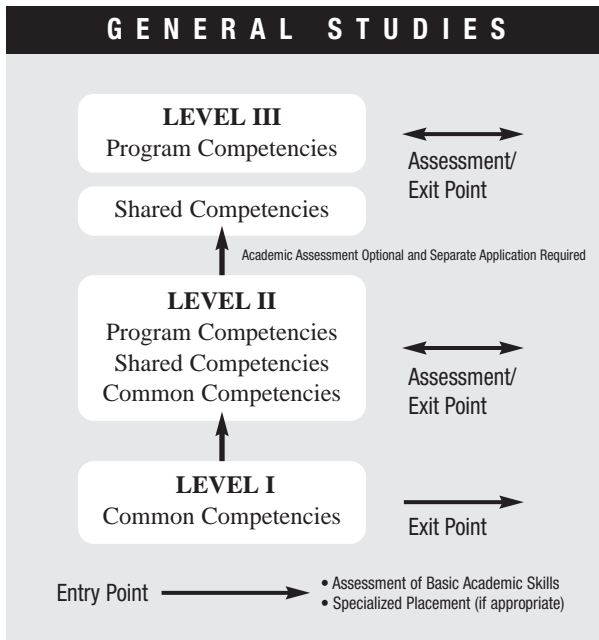 GENERAL STUDIES
LEVEL III
Program Competencies
Assessment/
Exit Point
Shared Competencies
Academic Assessment Optional and Separate Application Required
LEVEL II
Program Competencies
Shared Competencies
Common Competencies
Assessment/
Exit Point
LEVEL I
Common Competencies
Exit Point
Entry Point
• Assessment of Basic Academic Skills
• Specialized Placement (if appropriate)